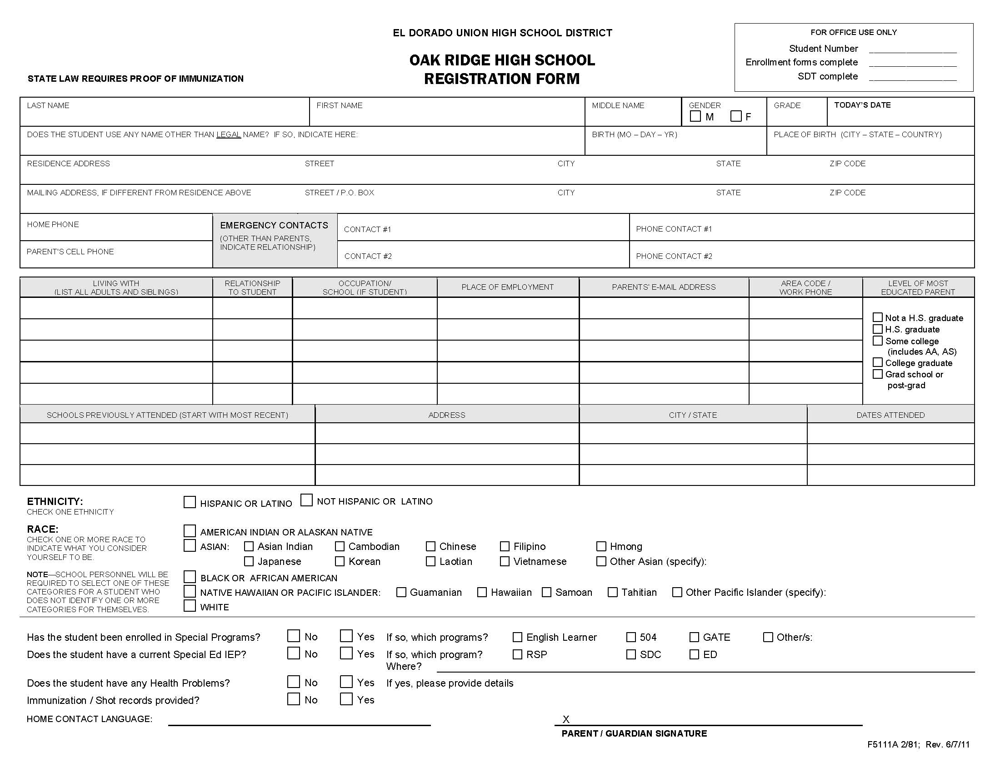 EL DORADO UNION HIGH SCHOOL DISTRICT
OAK RIDGE HIGH SCHOOL
REGISTRATION FORM
STATE LAW REQUIRES PROOF OF IMMUNIZATION
FOR OFFICE USE ONLY
Student Number ________________
Enrollment forms complete ________________
SDT complete ________________
LAST NAME FIRST NAME MIDDLE NAME GENDER GRADE TODAY'S DATE
M F
DOES THE STUDENT USE ANY NAME OTHER THAN LEGAL NAME? IF SO, INDICATE HERE: BIRTH (MO – DAY – YR) PLACE OF BIRTH (CITY – STATE – COUNTRY)
RESIDENCE ADDRESS STREET CITY STATE ZIP CODE
MAILING ADDRESS, IF DIFFERENT FROM RESIDENCE ABOVE STREET / P.O. BOX CITY STATE ZIP CODE
HOME PHONE
PARENT'S CELL PHONE
EMERGENCY CONTACTS
(OTHER THAN PARENTS,
INDICATE RELATIONSHIP)
CONTACT #1 PHONE CONTACT #1
CONTACT #2 PHONE CONTACT #2
LIVING WITH
(LIST ALL ADULTS AND SIBLINGS)
RELATIONSHIP
TO STUDENT
OCCUPATION/
SCHOOL (IF STUDENT)
PLACE OF EMPLOYMENT
PARENTS' E-MAIL ADDRESS
AREA CODE /
WORK PHONE
LEVEL OF MOST
EDUCATED PARENT
Not a H.S. graduate
H.S. graduate
Some college
(includes AA, AS)
College graduate
Grad school or
post-grad
SCHOOLS PREVIOUSLY ATTENDED (START WITH MOST RECENT) ADDRESS CITY / STATE DATES ATTENDED
ETHNICITY:
CHECK ONE ETHNICITY
HISPANIC OR LATINO NOT HISPANIC OR LATINO
RACE:
CHECK ONE OR MORE RACE TO
INDICATE WHAT YOU CONSIDER
YOURSELF TO BE.
NOTE—SCHOOL PERSONNEL WILL BE
REQUIRED TO SELECT ONE OF THESE
CATEGORIES FOR A STUDENT WHO
DOES NOT IDENTIFY ONE OR MORE
CATEGORIES FOR THEMSELVES.
AMERICAN INDIAN OR ALASKAN NATIVE
ASIAN: Asian Indian Cambodian Chinese Filipino Hmong
Japanese Korean Laotian Vietnamese Other Asian (specify):
BLACK OR AFRICAN AMERICAN
NATIVE HAWAIIAN OR PACIFIC ISLANDER: Guamanian Hawaiian Samoan Tahitian Other Pacific Islander (specify):
WHITE
Has the student been enrolled in Special Programs? No Yes If so, which programs? English Learner 504 GATE Other/s:
Does the student have a current Special Ed IEP? No Yes If so, which program? RSP SDC ED
Where?
Does the student have any Health Problems? No Yes If yes, please provide details
Immunization / Shot records provided? No Yes
HOME CONTACT LANGUAGE: X
PARENT / GUARDIAN SIGNATURE
F5111A 2/81; Rev. 6/7/11